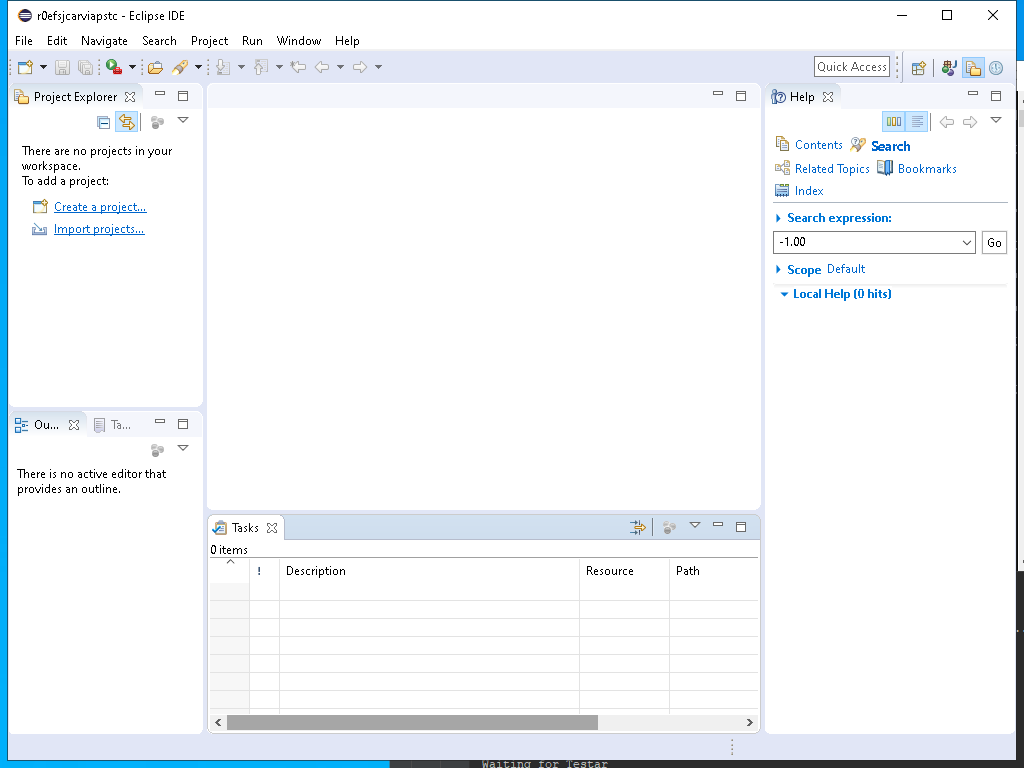 r0efsjcarviapstc - Eclipse IDE
File Edit Navigate Search Project Run Window Help
Quick Access
Project Explorer
There are no projects in your
workspace.
To add a project:
Create a project...
Import projects...
Ou... Ta...
There is no active editor that
provides an outline.
Tasks
0 items
! Description Resource Path
Help
Contents Search
Related Topics Bookmarks
Index
Search expression:
-1.00 Go
Scope Default
Local Help (0 hits)
Waiting for Testar